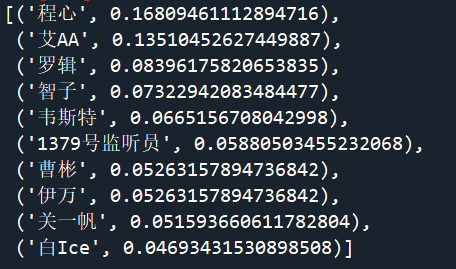 [('程心', 0.16809461112894716),
('艾AA', 0.13510452627449887),
('罗辑', 0.08396175820653835),
('智子', 0.07322942083484477),
('韦斯特', 0.0665156708042998),
('1379号监听员', 0.05880503455232068),
('曹彬', 0.05263157894736842),
('伊万', 0.05263157894736842),
('关一帆', 0.051593660611782804),
('白Ice', 0.04693431530898508)]